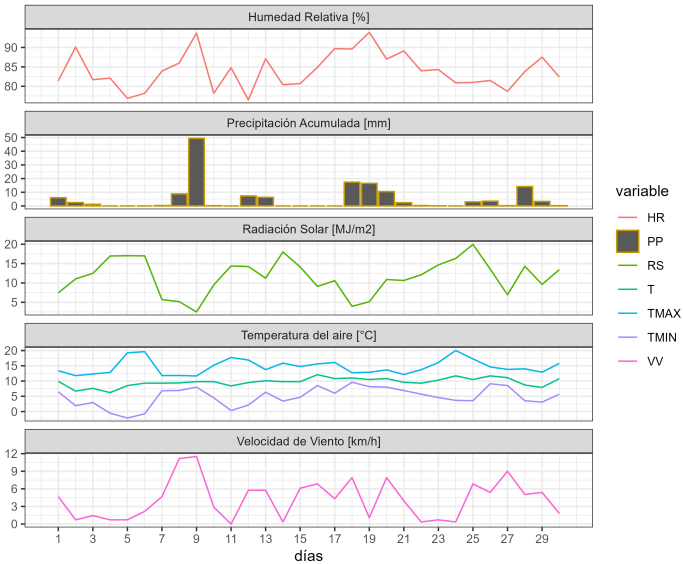 Humedad Relativa [%]
90
85
80
Precipitación Acumulada [mm]
50
40
30
20
10
0
Radiación Solar [MJ/m2]
20
15
10
5
Temperatura del aire [°C]
20
15
10
5
0
Velocidad de Viento [km/h]
12
9
6
3
0
1 3 5 7 9 11 13 15 17 19 21 23 25 27 29
días
variable
HR
PP
RS
T
TMAX
TMIN
VV